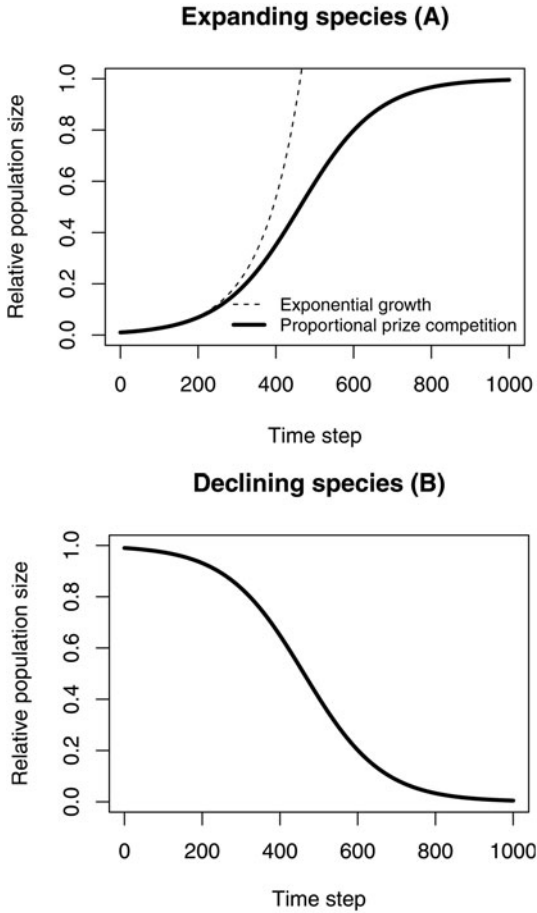 Expanding species (A)
Relative population size
1.0
0.8
0.6
0.4
0.2
0.0
Exponential growth
Proportional prize competition
0 200 400 600 800 1000
Time step
Declining species (B)
Relative population size
1.0
0.8
0.6
0.4
0.2
0.0
0 200 400 600 800 1000
Time step